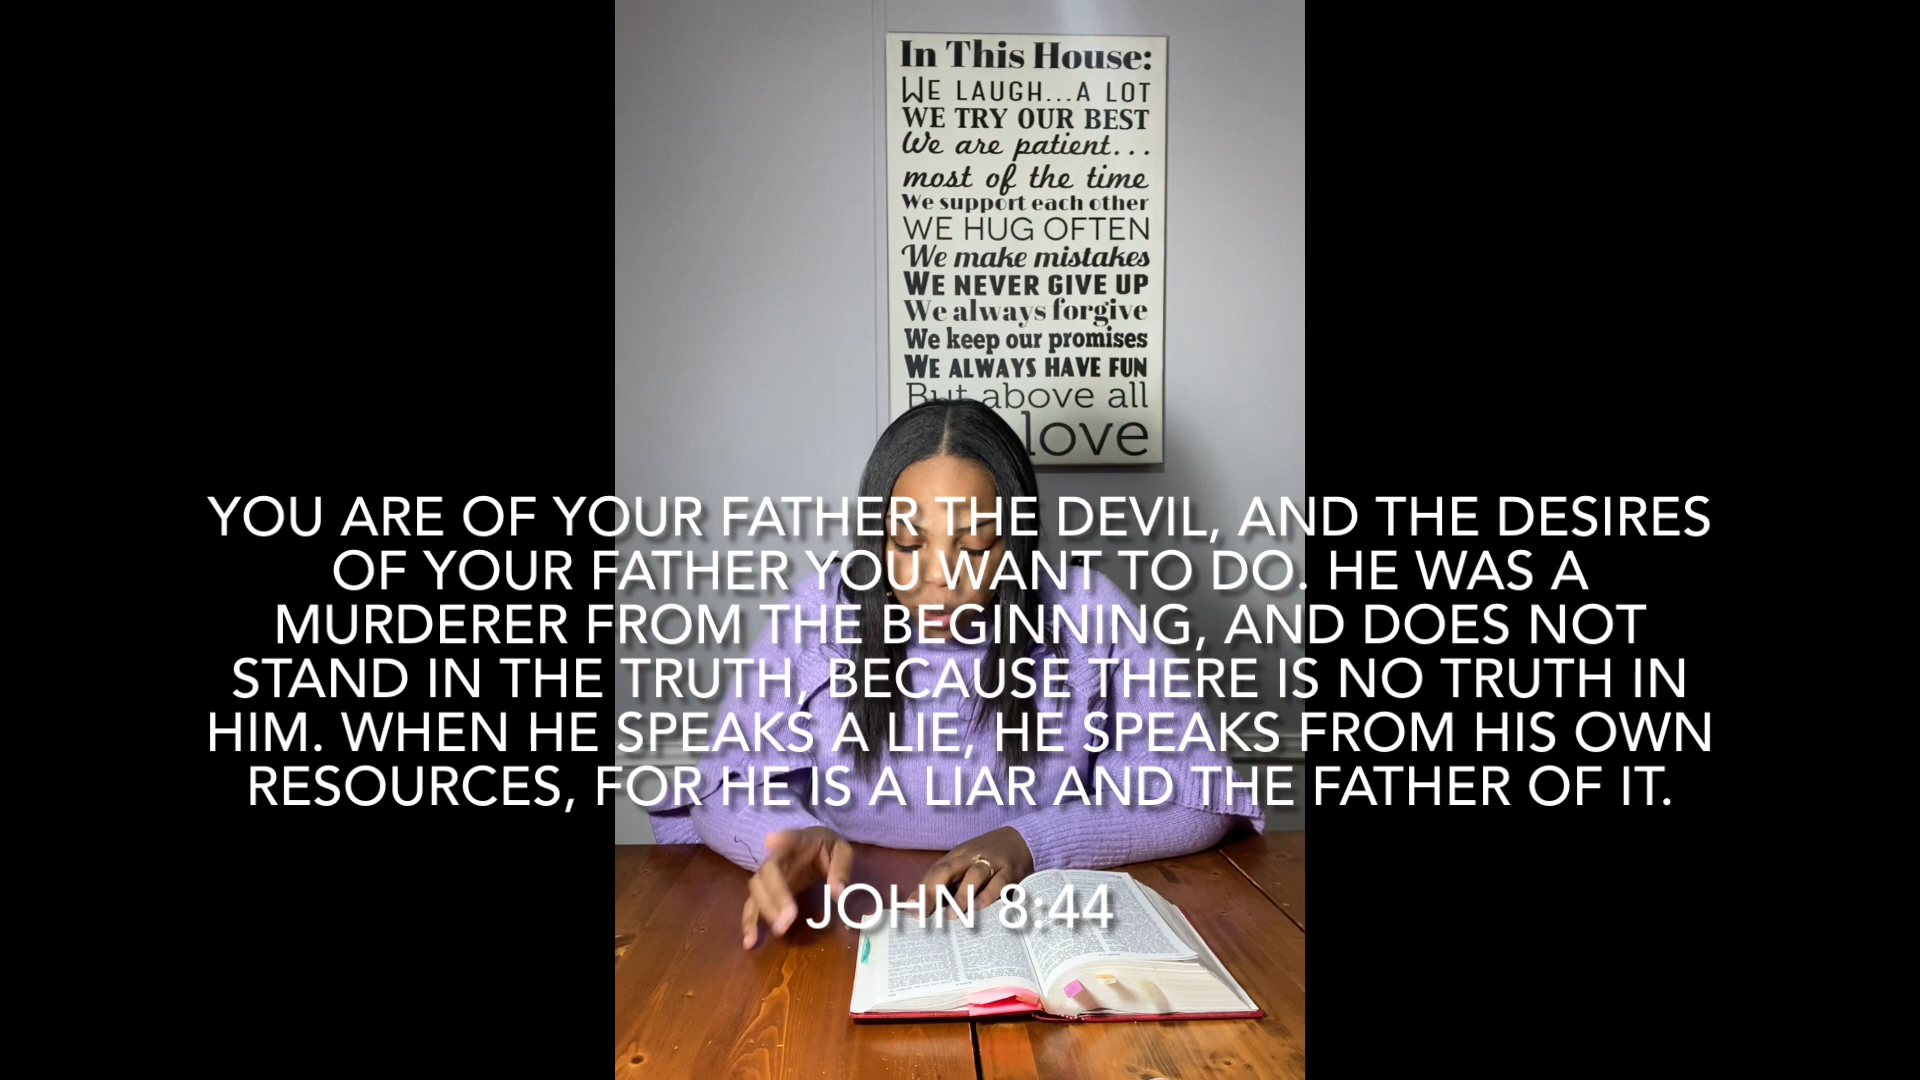 In This House:
WE LAUGH...A LOT
WE TRY OUR BEST
We are patient...
most of the time
We support each other
WE HUG OFTEN
We make mistakes
WE NEVER GIVE UP
We always forgive
We keep our promises
WE ALWAYS HAVE FUN
But above all
love
YOU ARE OF YOUR FATHER THE DEVIL, AND THE DESIRES
OF YOUR FATHER YOU WANT TO DO. HE WAS A
MURDERER FROM THE BEGINNING, AND DOES NOT
STAND IN THE TRUTH, BECAUSE THERE IS NO TRUTH IN
HIM. WHEN HE SPEAKS A LIE, HE SPEAKS FROM HIS OWN
RESOURCES, FOR HE IS A LIAR AND THE FATHER OF IT.
JOHN 8:44